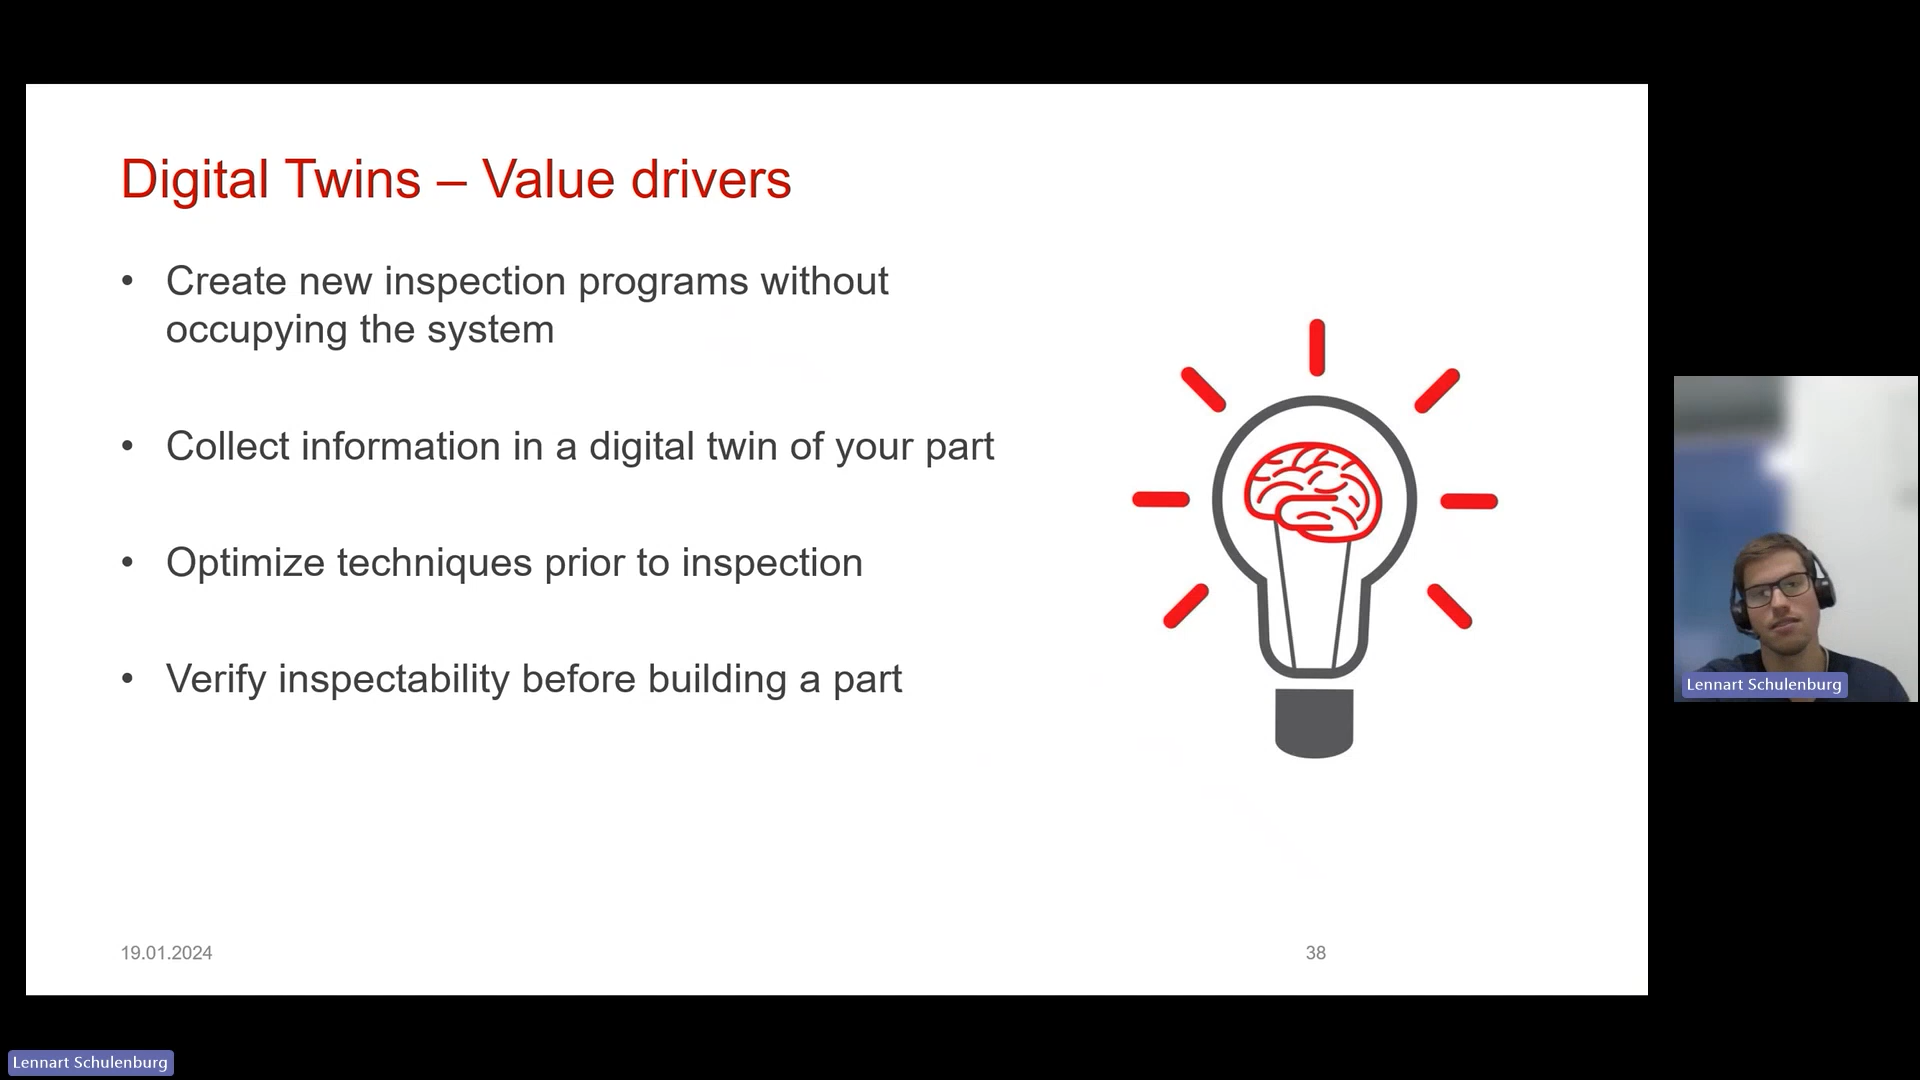 Digital Twins – Value drivers
• Create new inspection programs without
occupying the system
• Collect information in a digital twin of your part
• Optimize techniques prior to inspection
• Verify inspectability before building a part
19.01.2024
38
Lennart Schulenburg
Lennart Schulenburg